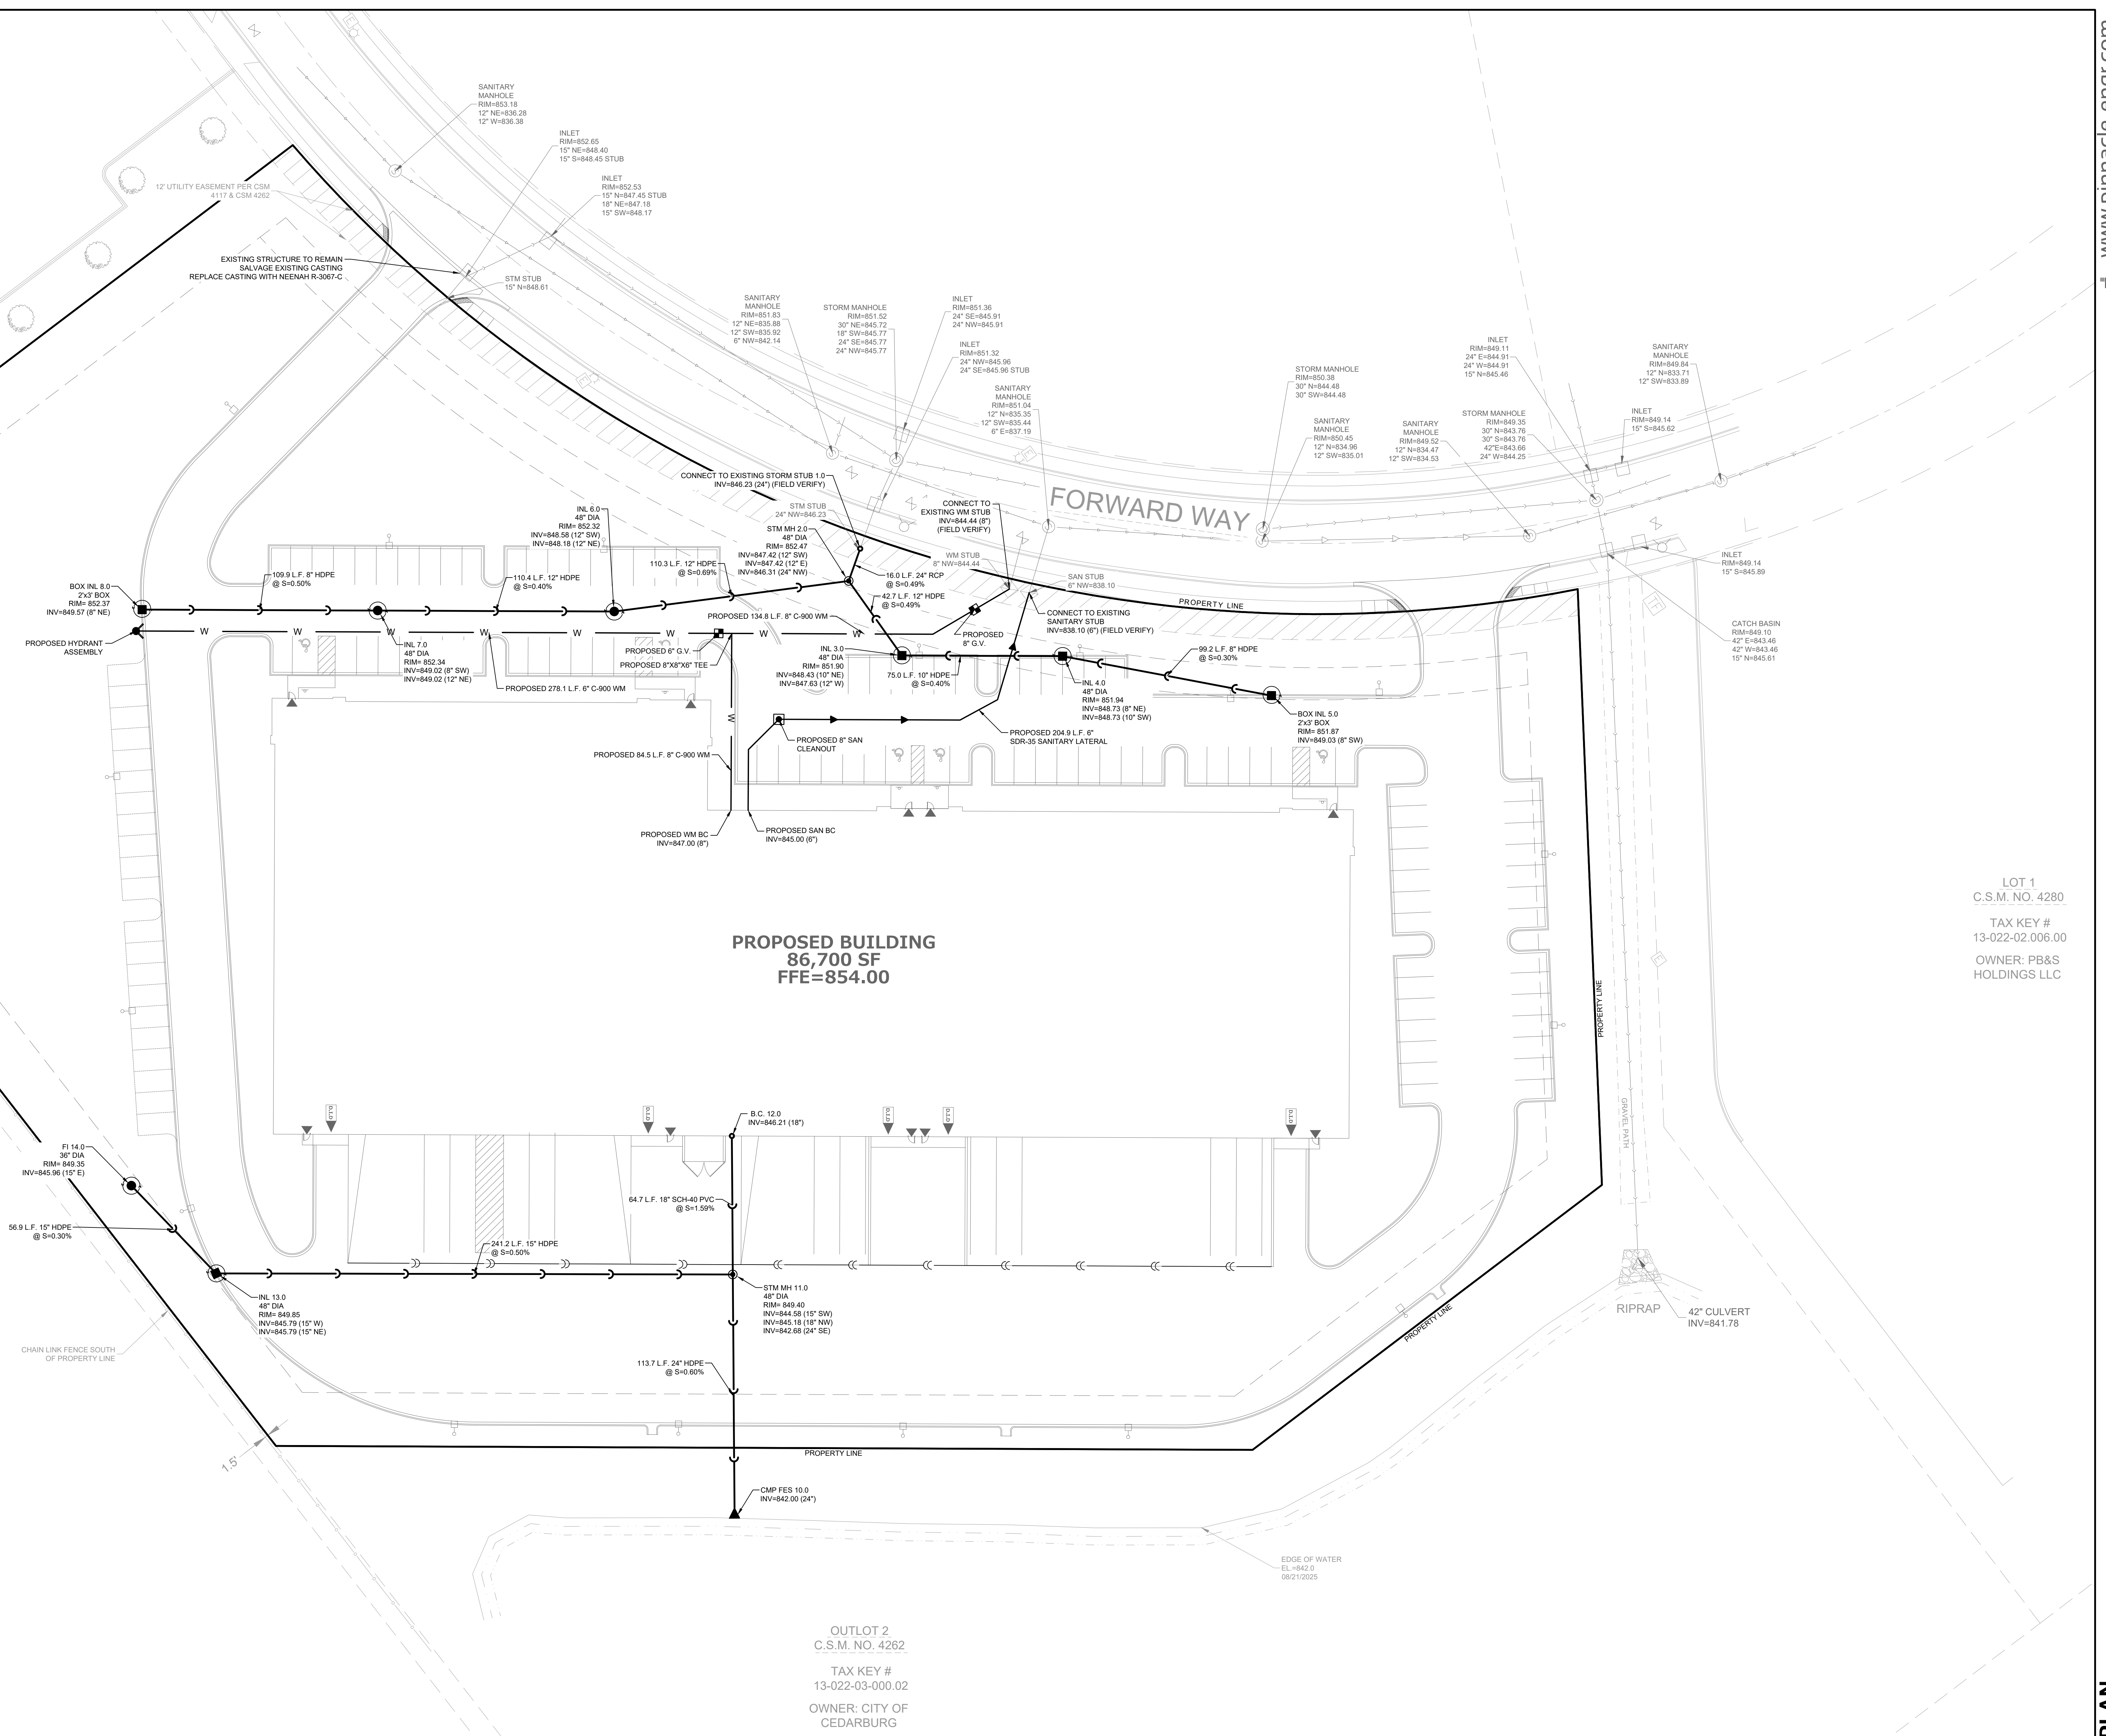 SANITARY
MANHOLE
RIM=853.18
12" NE=836.28
12" W=836.38
INLET
RIM=852.65
15" NE=848.40
15" S=848.45 STUB
INLET
RIM=852.53
15" N=847.45 STUB
18" NE=847.18
15" SW=848.17
12' UTILITY EASEMENT PER CSM
4117 & CSM 4262
EXISTING STRUCTURE TO REMAIN
SALVAGE EXISTING CASTING
REPLACE CASTING WITH NEENAH R-3067-C
STM STUB
15" N=848.61
SANITARY
MANHOLE
RIM=851.83
12" NE=835.88
12" SW=835.92
6" NW=842.14
STORM MANHOLE
RIM=851.52
30" NE=845.72
18" SW=845.77
24" SE=845.77
24" NW=845.77
INLET
RIM=851.36
24" SE=845.91
24" NW=845.91
INLET
RIM=851.32
24" NW=845.96
24" SE=845.96 STUB
SANITARY
MANHOLE
RIM=851.04
12" N=835.35
12" SW=835.44
6" E=837.19
STORM MANHOLE
RIM=850.38
30" N=844.48
30" SW=844.48
SANITARY
MANHOLE
RIM=850.45
12" N=834.96
12" SW=835.01
SANITARY
MANHOLE
RIM=849.52
12" N=834.47
12" SW=834.53
STORM MANHOLE
RIM=849.35
30" N=843.76
30" S=843.76
42"E=843.66
24" W=844.25
INLET
RIM=849.11
24" E=844.91
24" W=844.91
15" N=845.46
SANITARY
MANHOLE
RIM=849.84
12" N=833.71
12" SW=833.89
INLET
RIM=849.14
15" S=845.62
INLET
RIM=849.14
15" S=845.89
CATCH BASIN
RIM=849.10
42" E=843.46
42" W=843.46
15" N=845.61
FORWARD WAY
CONNECT TO EXISTING STORM STUB 1.0
INV=846.23 (24") (FIELD VERIFY)
STM STUB
24" NW=846.23
STM MH 2.0
48" DIA
RIM= 852.47
INV=847.42 (12" SW)
INV=847.42 (12" E)
INV=846.31 (24" NW)
CONNECT TO
EXISTING WM STUB
INV=844.44 (8")
(FIELD VERIFY)
WM STUB
8" NW=844.44
SAN STUB
6" NW=838.10
CONNECT TO EXISTING
SANITARY STUB
INV=838.10 (6") (FIELD VERIFY)
PROPERTY LINE
16.0 L.F. 24" RCP
@ S=0.49%
42.7 L.F. 12" HDPE
@ S=0.49%
110.3 L.F. 12" HDPE
@ S=0.69%
INL 6.0
48" DIA
RIM= 852.32
INV=848.58 (12" SW)
INV=848.18 (12" NE)
110.4 L.F. 12" HDPE
@ S=0.40%
109.9 L.F. 8" HDPE
@ S=0.50%
BOX INL 8.0
2'x3' BOX
RIM= 852.37
INV=849.57 (8" NE)
PROPOSED HYDRANT
ASSEMBLY
W W W W W W W W W
INL 7.0
48" DIA
RIM= 852.34
INV=849.02 (8" SW)
INV=849.02 (12" NE)
PROPOSED 278.1 L.F. 6" C-900 WM
PROPOSED 134.8 L.F. 8" C-900 WM
PROPOSED 6" G.V.
PROPOSED 8"X8"X6" TEE
PROPOSED
8" G.V.
INL 3.0
48" DIA
RIM= 851.90
INV=848.43 (10" NE)
INV=847.63 (12" W)
75.0 L.F. 10" HDPE
@ S=0.40%
99.2 L.F. 8" HDPE
@ S=0.30%
INL 4.0
48" DIA
RIM= 851.94
INV=848.73 (8" NE)
INV=848.73 (10" SW)
BOX INL 5.0
2'x3' BOX
RIM= 851.87
INV=849.03 (8" SW)
PROPOSED 8" SAN
CLEANOUT
PROPOSED 204.9 L.F. 6"
SDR-35 SANITARY LATERAL
PROPOSED 84.5 L.F. 8" C-900 WM
PROPOSED WM BC
INV=847.00 (8")
PROPOSED SAN BC
INV=845.00 (6")
PROPOSED BUILDING
86,700 SF
FFE=854.00
LOT 1
C.S.M. NO. 4280
TAX KEY #
13-022-02.006.00
OWNER: PB&S
HOLDINGS LLC
PROPERTY LINE
GRAVEL PATH
D.I.D
D.I.D
D.I.D
D.I.D
D.I.D
B.C. 12.0
INV=846.21 (18")
FI 14.0
36" DIA
RIM= 849.35
INV=845.96 (15" E)
56.9 L.F. 15" HDPE
@ S=0.30%
64.7 L.F. 18" SCH-40 PVC
@ S=1.59%
241.2 L.F. 15" HDPE
@ S=0.50%
INL 13.0
48" DIA
RIM= 849.85
INV=845.79 (15" W)
INV=845.79 (15" NE)
STM MH 11.0
48" DIA
RIM= 849.40
INV=844.58 (15" SW)
INV=845.18 (18" NW)
INV=842.68 (24" SE)
CHAIN LINK FENCE SOUTH
OF PROPERTY LINE
113.7 L.F. 24" HDPE
@ S=0.60%
PROPERTY LINE
RIPRAP
42" CULVERT
INV=841.78
PROPERTY LINE
1.5'
CMP FES 10.0
INV=842.00 (24")
EDGE OF WATER
EL.=842.0
08/21/2025
OUTLOT 2
C.S.M. NO. 4262
TAX KEY #
13-022-03-000.02
OWNER: CITY OF
CEDARBURG
PLAN